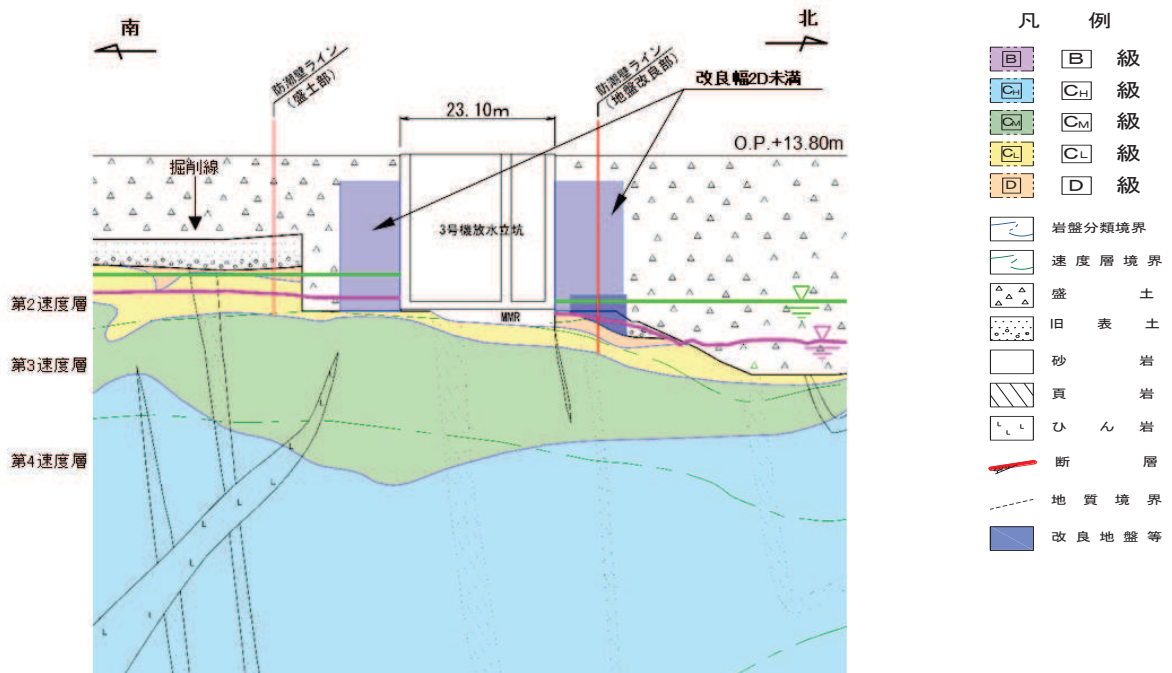 南
北
防潮壁ライン
(盛土部)
防潮壁ライン
(地盤改良部)
改良幅2D未満
23.10m
O.P.+13.80m
掘削線
3号機放水立坑
MMR
第2速度層
第3速度層
第4速度層
L L L L L L L
凡 例
B B 級
CH CH 級
CM CM 級
CL CL 級
D D 級
岩盤分類境界
速度層境界
盛土
旧表土
砂岩
頁岩
L L L ひん岩
断層
地質境界
改良地盤等